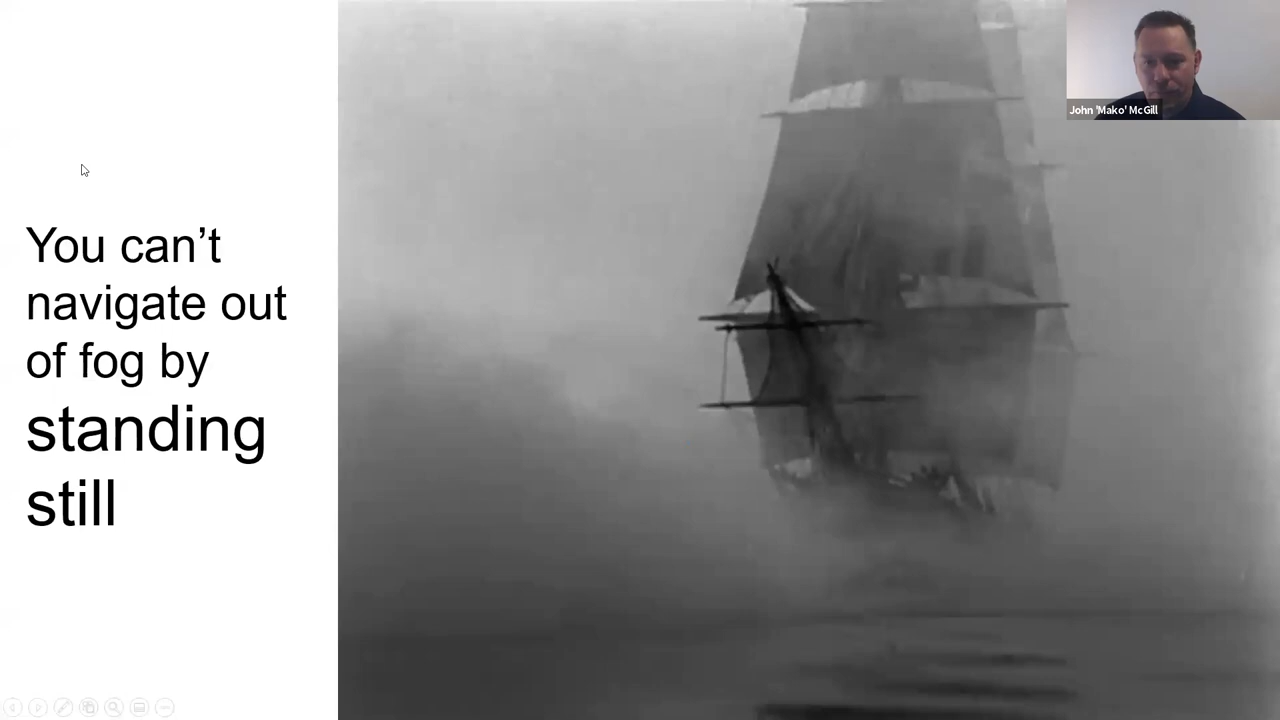 John 'Mako' McGill
You can’t
navigate out
of fog by
standing
still